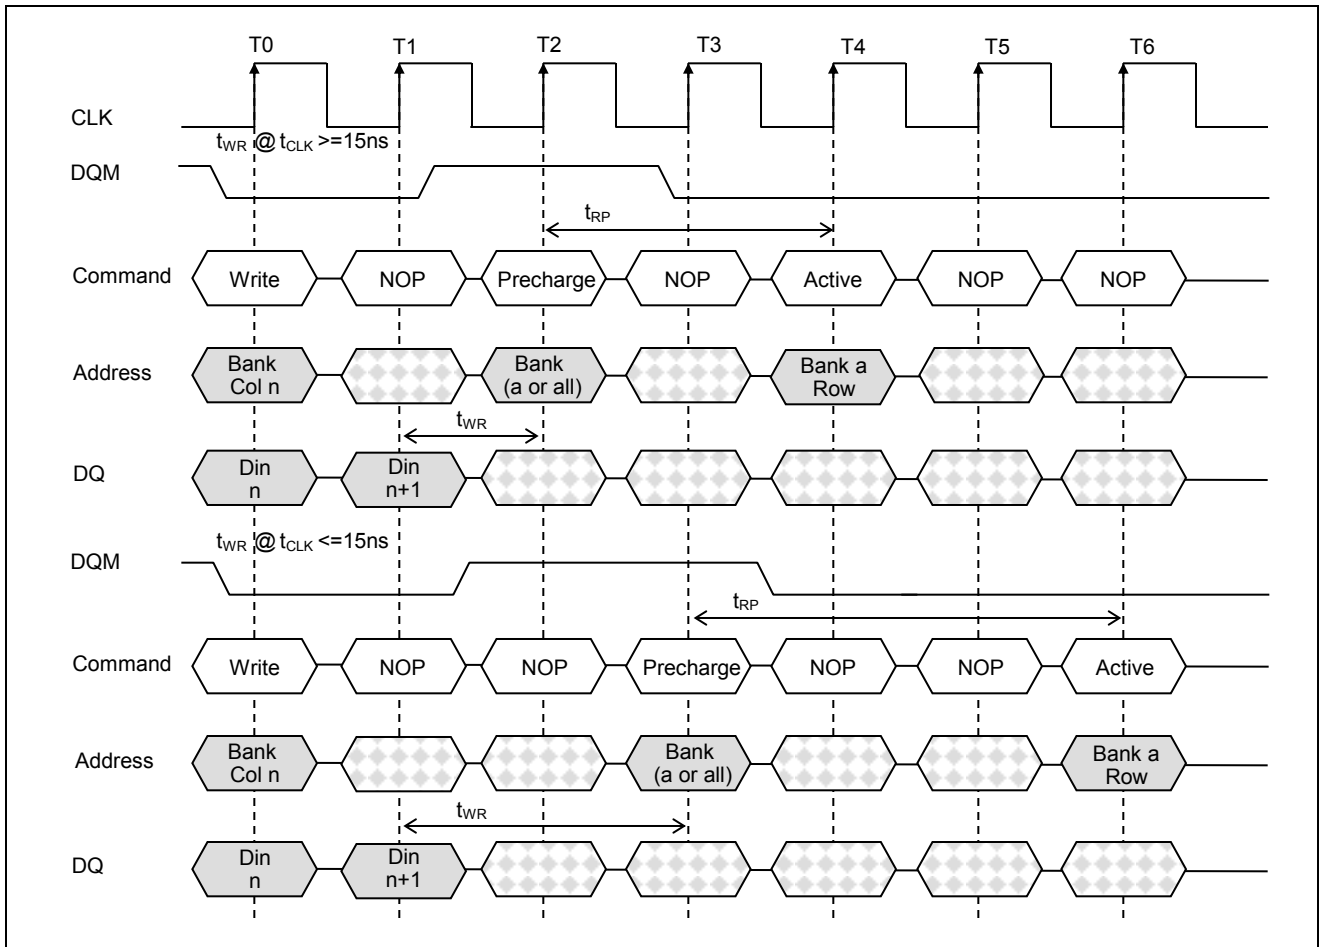 T0 T1 T2 T3 T4 T5 T6
CLK
tWR @ tCLK >=15ns
DQM
tRP
Command Write NOP Precharge NOP Active NOP NOP
Address Bank Col n Bank (a or all) Bank a Row
tWR
DQ Din n Din n+1
tWR @ tCLK <=15ns
DQM
tRP
Command Write NOP NOP Precharge NOP NOP Active
Address Bank Col n Bank (a or all) Bank a Row
tWR
DQ Din n Din n+1